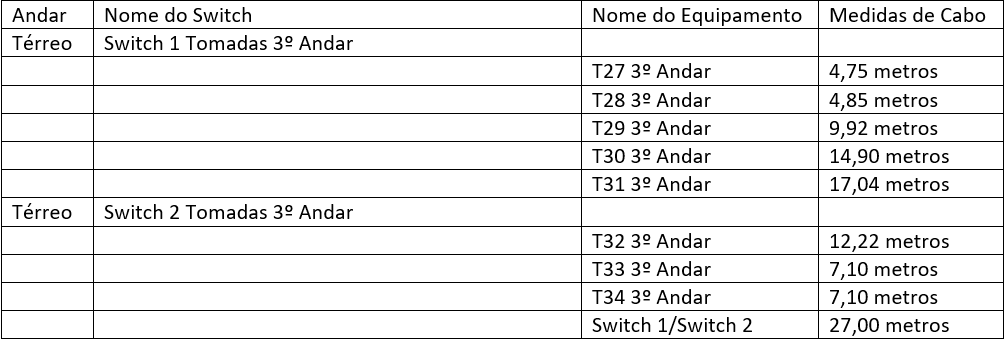 Andar Nome do Switch Nome do Equipamento Medidas de Cabo
Térreo Switch 1 Tomadas 3º Andar
T27 3º Andar 4,75 metros
T28 3º Andar 4,85 metros
T29 3º Andar 9,92 metros
T30 3º Andar 14,90 metros
T31 3º Andar 17,04 metros
Térreo Switch 2 Tomadas 3º Andar
T32 3º Andar 12,22 metros
T33 3º Andar 7,10 metros
T34 3º Andar 7,10 metros
Switch 1/Switch 2 27,00 metros